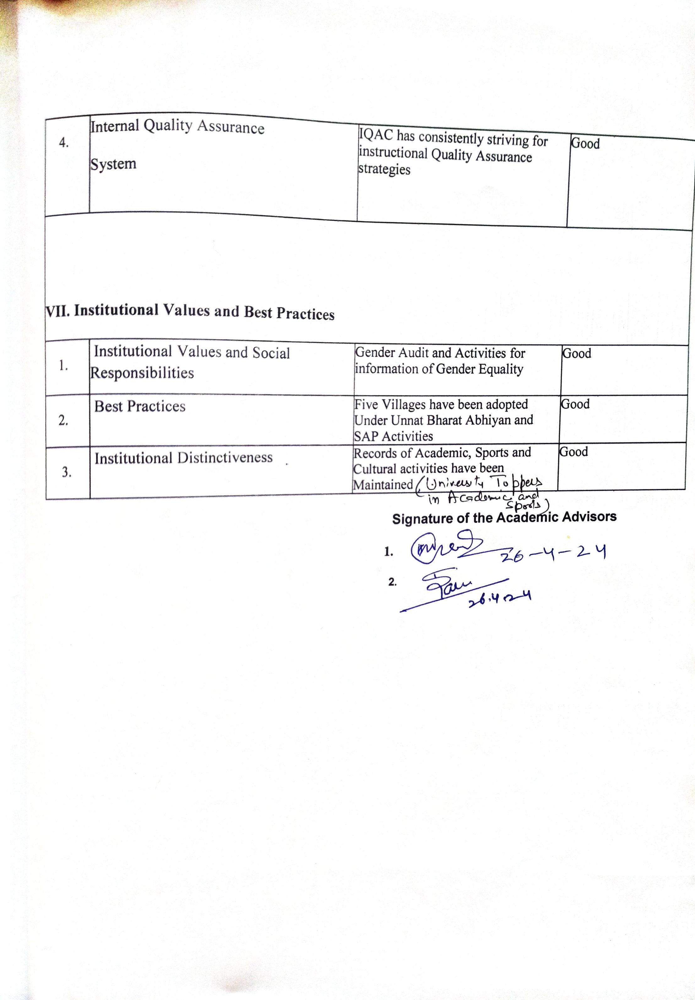 4.
Internal Quality Assurance
System
IQAC has consistently striving for
instructional Quality Assurance
strategies
Good
VII. Institutional Values and Best Practices
1.
Institutional Values and Social
Responsibilities
Gender Audit and Activities for
information of Gender Equality
Good
2.
Best Practices
Five Villages have been adopted
Under Unnat Bharat Abhiyan and
SAP Activities
Good
3.
Institutional Distinctiveness
Records of Academic, Sports and
Cultural activities have been
Maintained (University Toppers
in Academic and
Sports)
Good
Signature of the Academic Advisors
1. 26-4-24
2.
26.4.24